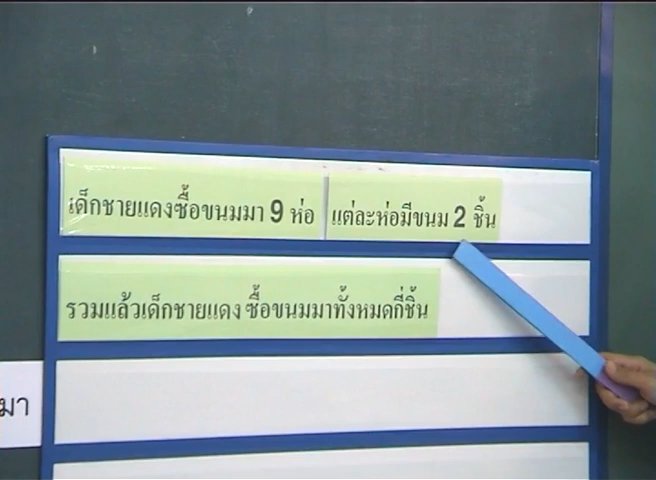 เด็กชายแดงซื้อขนมมา 9 ห่อ แต่ละห่อมีขนม 2 ชิ้น
รวมแล้วเด็กชายแดง ซื้อขนมมาทั้งหมดกี่ชิ้น
มา